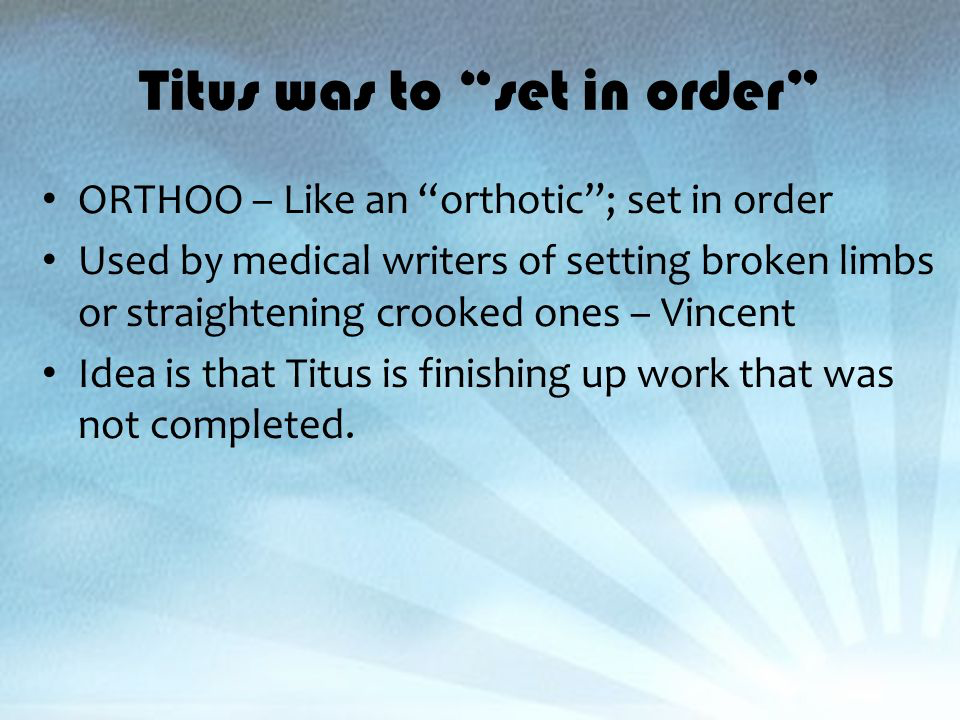 Titus was to “set in order”
• ORTHOO – Like an “orthotic”; set in order
• Used by medical writers of setting broken limbs
or straightening crooked ones – Vincent
• Idea is that Titus is finishing up work that was
not completed.